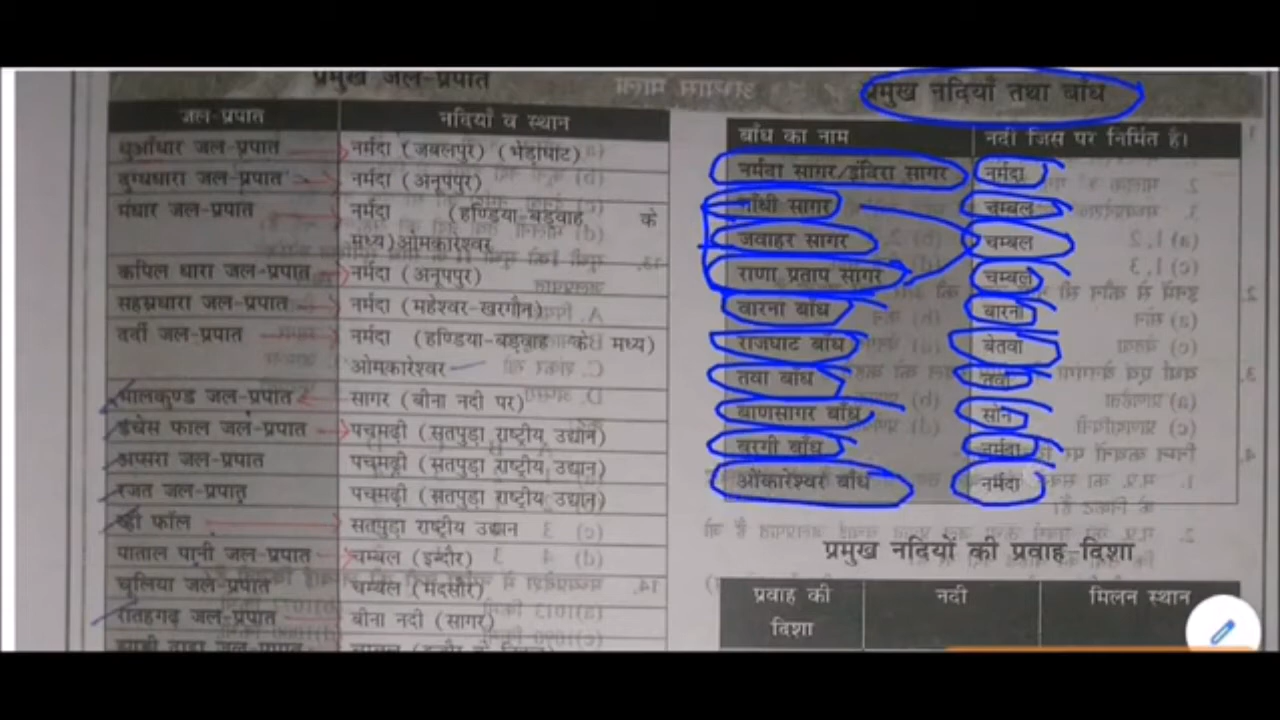 प्रमुख जल-प्रपात
जल-प्रपात नदियाँ व स्थान
धुआँधार जल-प्रपात नर्मदा (जबलपुर) (भेड़ाघाट)
दुग्धधारा जल-प्रपात नर्मदा (अनूपपुर)
मंधार जल-प्रपात नर्मदा (हण्डिया-बड़वाह के
मध्य) ओमकारेश्वर
कपिल धारा जल-प्रपात नर्मदा (अनूपपुर)
सहस्रधारा जल-प्रपात नर्मदा (महेश्वर-खरगौन)
दर्वी जल-प्रपात नर्मदा (हण्डिया-बड़वाह के मध्य)
ओमकारेश्वर
भालकुण्ड जल-प्रपात सागर (बीना नदी पर)
डचेस फाल जल-प्रपात पचमढ़ी (सतपुड़ा राष्ट्रीय उद्यान)
अप्सरा जल-प्रपात पचमढ़ी (सतपुड़ा राष्ट्रीय उद्यान)
रजत जल-प्रपात पचमढ़ी (सतपुड़ा राष्ट्रीय उद्यान)
व्ही फॉल सतपुड़ा राष्ट्रीय उद्यान
पाताल पानी जल-प्रपात चम्बल (इन्दौर)
चूलिया जल-प्रपात चम्बल (मंदसौर)
राहतगढ़ जल-प्रपात बीना नदी (सागर)
प्रमुख नदियाँ तथा बाँध
बाँध का नाम नदी जिस पर निर्मित है।
नर्मदा सागर/इंदिरा सागर नर्मदा
गाँधी सागर चम्बल
जवाहर सागर चम्बल
राणा प्रताप सागर चम्बल
बारना बाँध बारना
राजघाट बाँध बेतवा
तवा बाँध तवा
बाणसागर बाँध सोन
बरगी बाँध नर्मदा
ओंकारेश्वर बाँध नर्मदा
प्रमुख नदियों की प्रवाह-दिशा
प्रवाह की नदी मिलन स्थान
दिशा